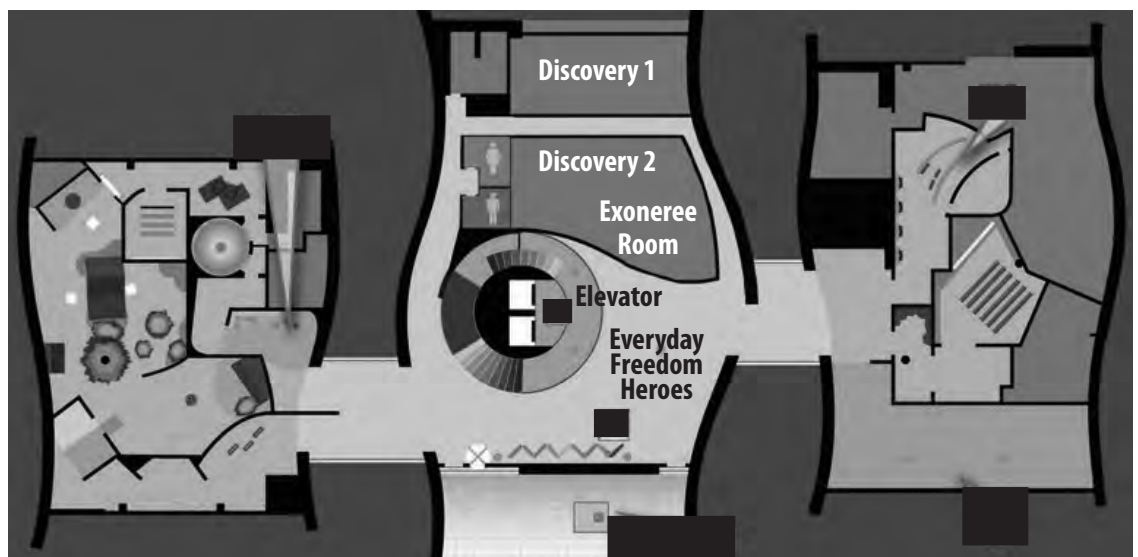 Discovery 1
Discovery 2
Exoneree
Room
Elevator
Everyday
Freedom
Heroes